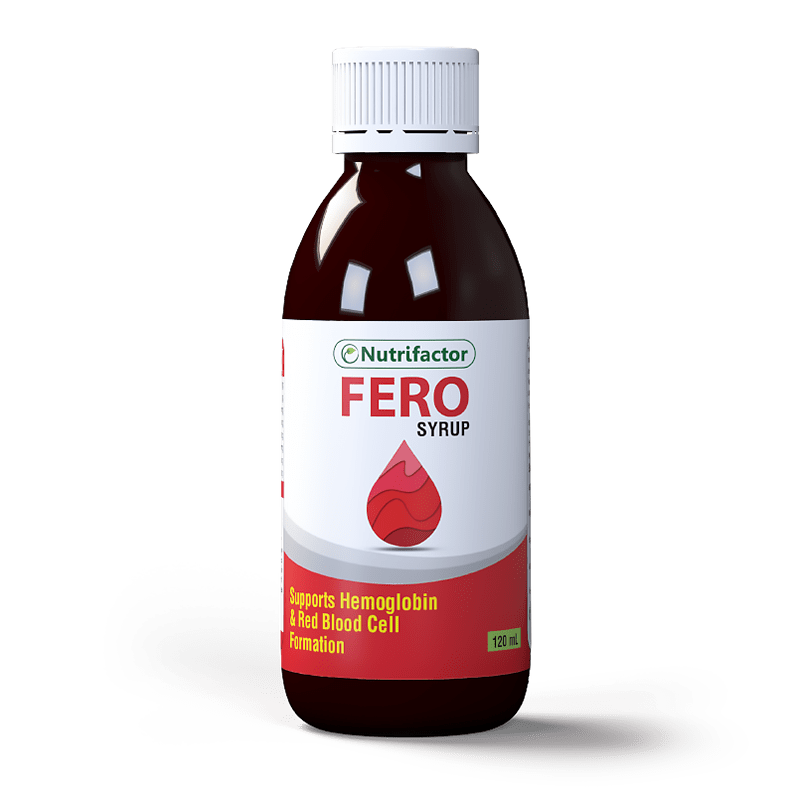 Nutrifactor
FERO
SYRUP
Supports Hemoglobin
& Red Blood Cell
Formation
120 mL